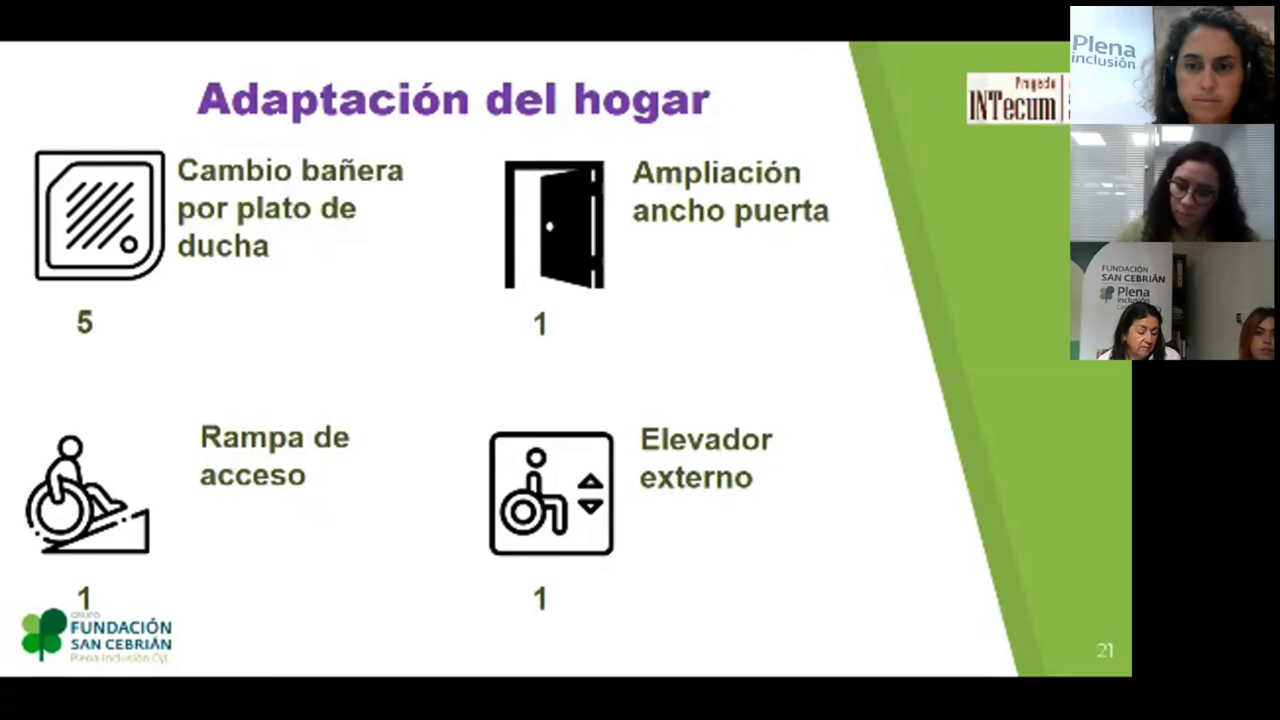 Adaptación del hogar
Cambio bañera
por plato de
ducha
5
Ampliación
ancho puerta
1
Rampa de
acceso
1
Elevador
externo
1
GRUPO
FUNDACIÓN
SAN CEBRIÁN
Plena Inclusión CyL
21
Proyecto
INTecum
Plena
inclusión
FUNDACIÓN
SAN CEBRIÁN
Plena
inclusión